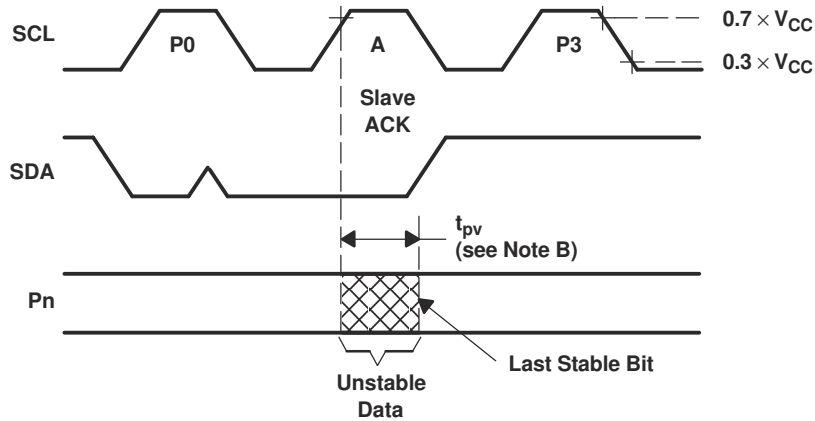 SCL
P0
A
P3
0.7 × VCC
0.3 × VCC
Slave
ACK
SDA
tpv
(see Note B)
Pn
Last Stable Bit
Unstable
Data